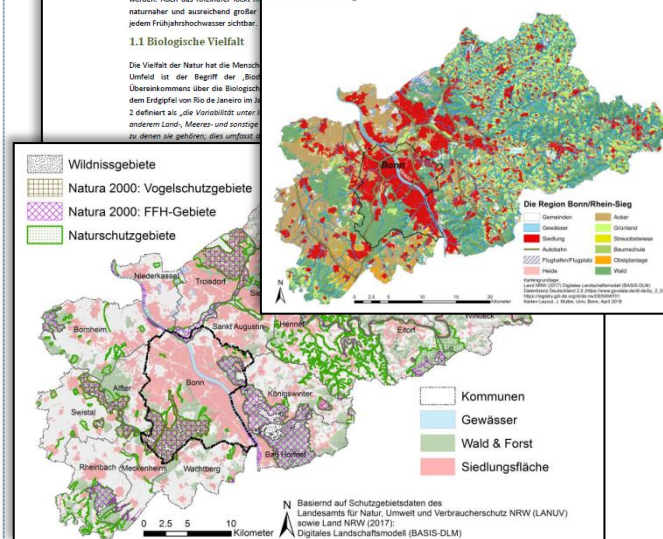 naturnaher und ausreichend großer
jedem Frühjahrshochwasser sichtbar.
1.1 Biologische Vielfalt
Die Vielfalt der Natur hat die Mensch
Umfeld ist der Begriff der
Übereinkommens über die Biologisch
dem Erdgipfel von Rio de Janeiro im
2 definiert als „die Variabilität unter
anderem Land-, Meeres- und sonstige
zu denen sie gehören; dies umfasst
Bonn
Die Region Bonn/Rhein-Sieg
Gemeinden
Gewässer
Siedlung
Autobahn
Flughafen/Flugplatz
Heide
Acker
Grünland
Streuobstwiese
Baumschule
Obstplantage
Wald
Kartengrundlage:
Land NRW (2017) Digitales Landschaftsmodell (BASIS-DLM)
Karten-Layout: J. Mutke, Univ. Bonn, April 2018
N
0 2.5 5 10 Kilometer
Wildnissgebiete
Natura 2000: Vogelschutzgebiete
Natura 2000: FFH-Gebiete
Naturschutzgebiete
Niederkassel
Troisdorf
Sankt Augustin
Hennef
Eitorf
Windeck
Bornheim
Alfter
Bonn
Königswinter
Swistal
Rheinbach
Meckenheim
Wachtberg
Bad Honnef
Kommunen
Gewässer
Wald & Forst
Siedlungsfläche
0 2.5 5 10 Kilometer
N
Basiernd auf Schutzgebietsdaten des
Landesamts für Natur, Umwelt und Verbraucherschutz NRW (LANUV)
sowie Land NRW (2017):
Digitales Landschaftsmodell (BASIS-DLM)